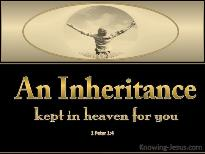 An Inheritance
kept in heaven for you
1 Peter 1:4
Knowing-Jesus.com